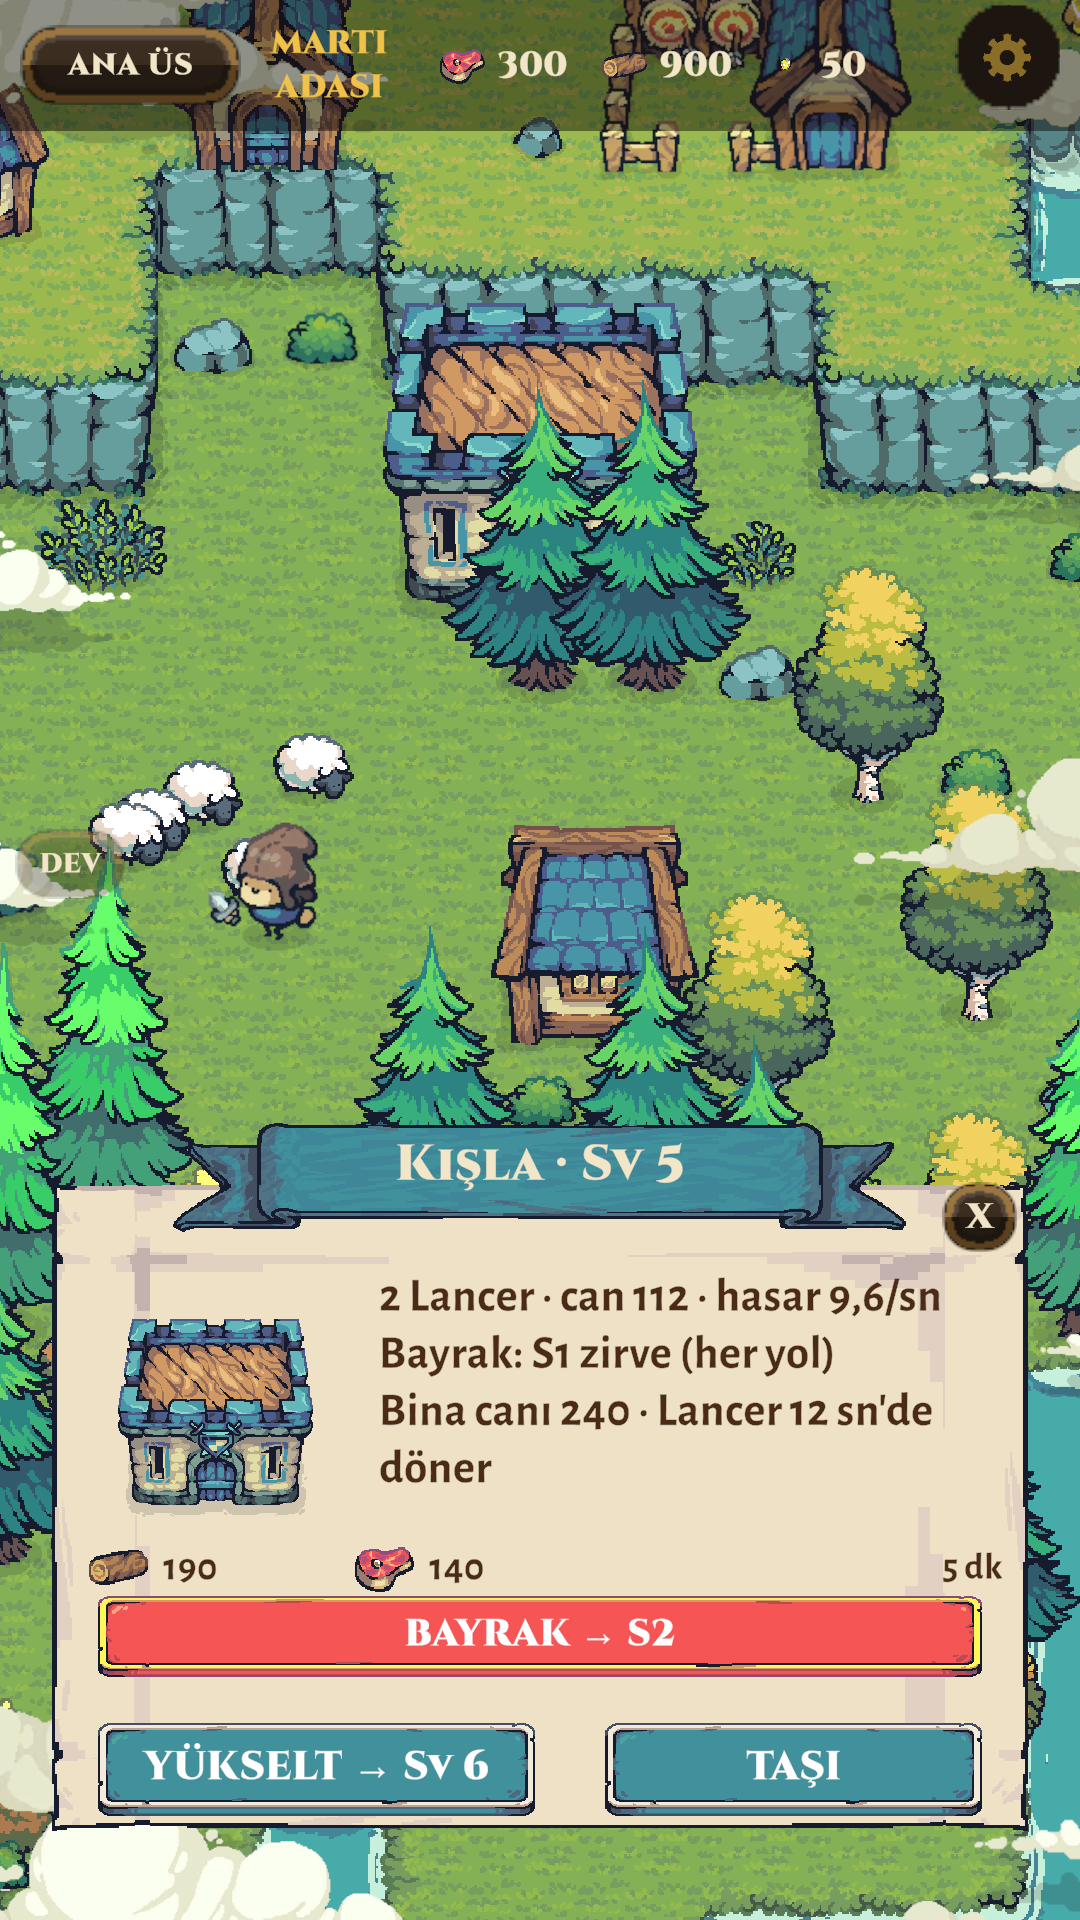 ANA ÜS
MARTI
ADASI
300
900
50
DEV
Kışla · Sv 5
X
2 Lancer · can 112 · hasar 9,6/sn
Bayrak: S1 zirve (her yol)
Bina canı 240 · Lancer 12 sn'de
döner
190
140
5 dk
BAYRAK → S2
YÜKSELT → Sv 6
TAŞI